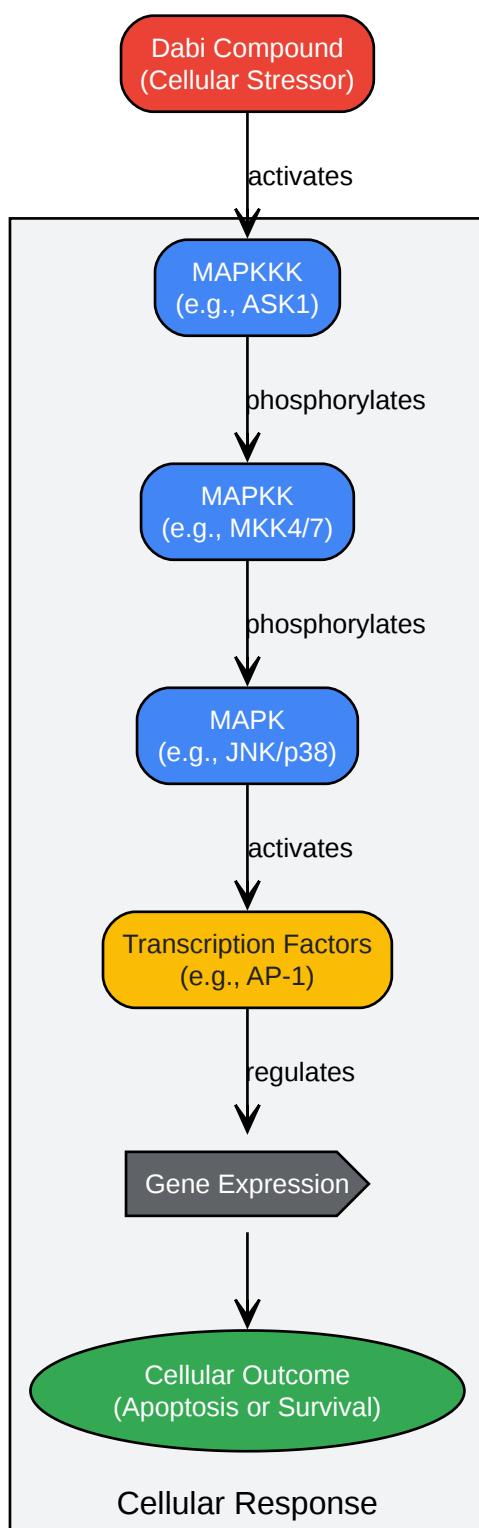 Dabi Compound
(Cellular Stressor)
activates
MAPKKK
(e.g., ASK1)
phosphorylates
MAPKK
(e.g., MKK4/7)
phosphorylates
MAPK
(e.g., JNK/p38)
activates
Transcription Factors
(e.g., AP-1)
regulates
Gene Expression
Cellular Outcome
(Apoptosis or Survival)
Cellular Response